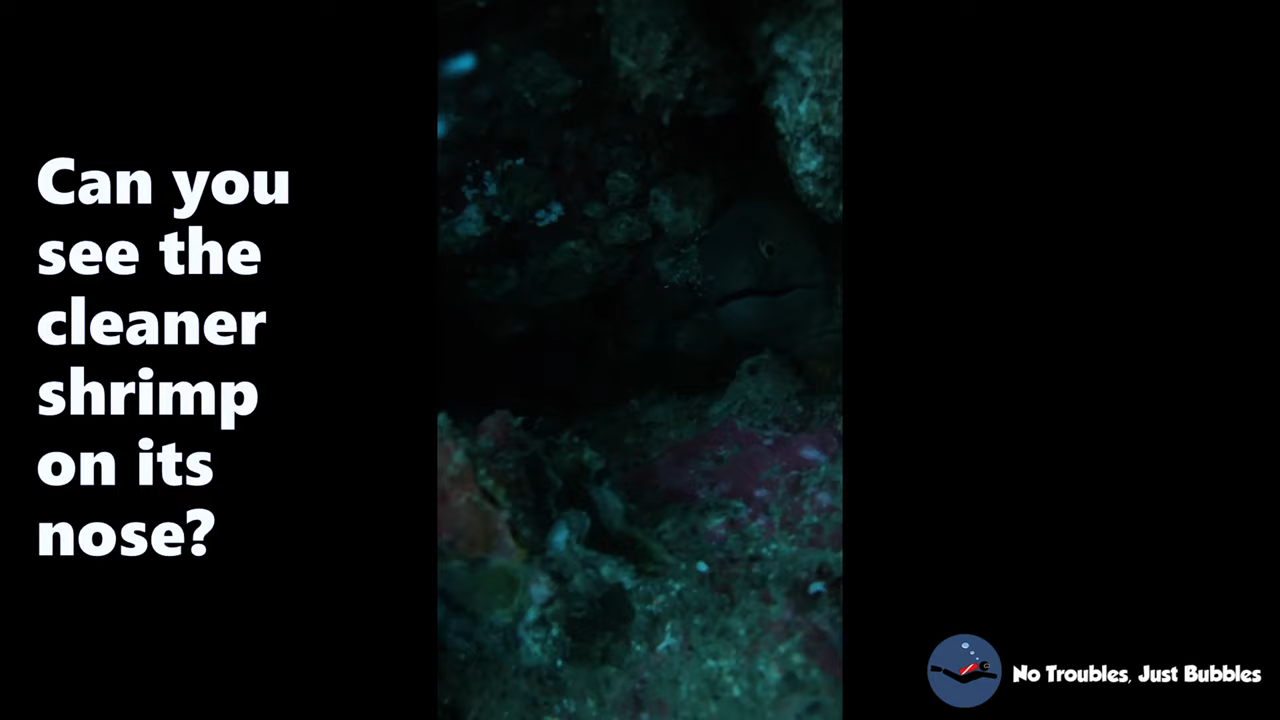 Can you
see the
cleaner
shrimp
on its
nose?
No Troubles, Just Bubbles